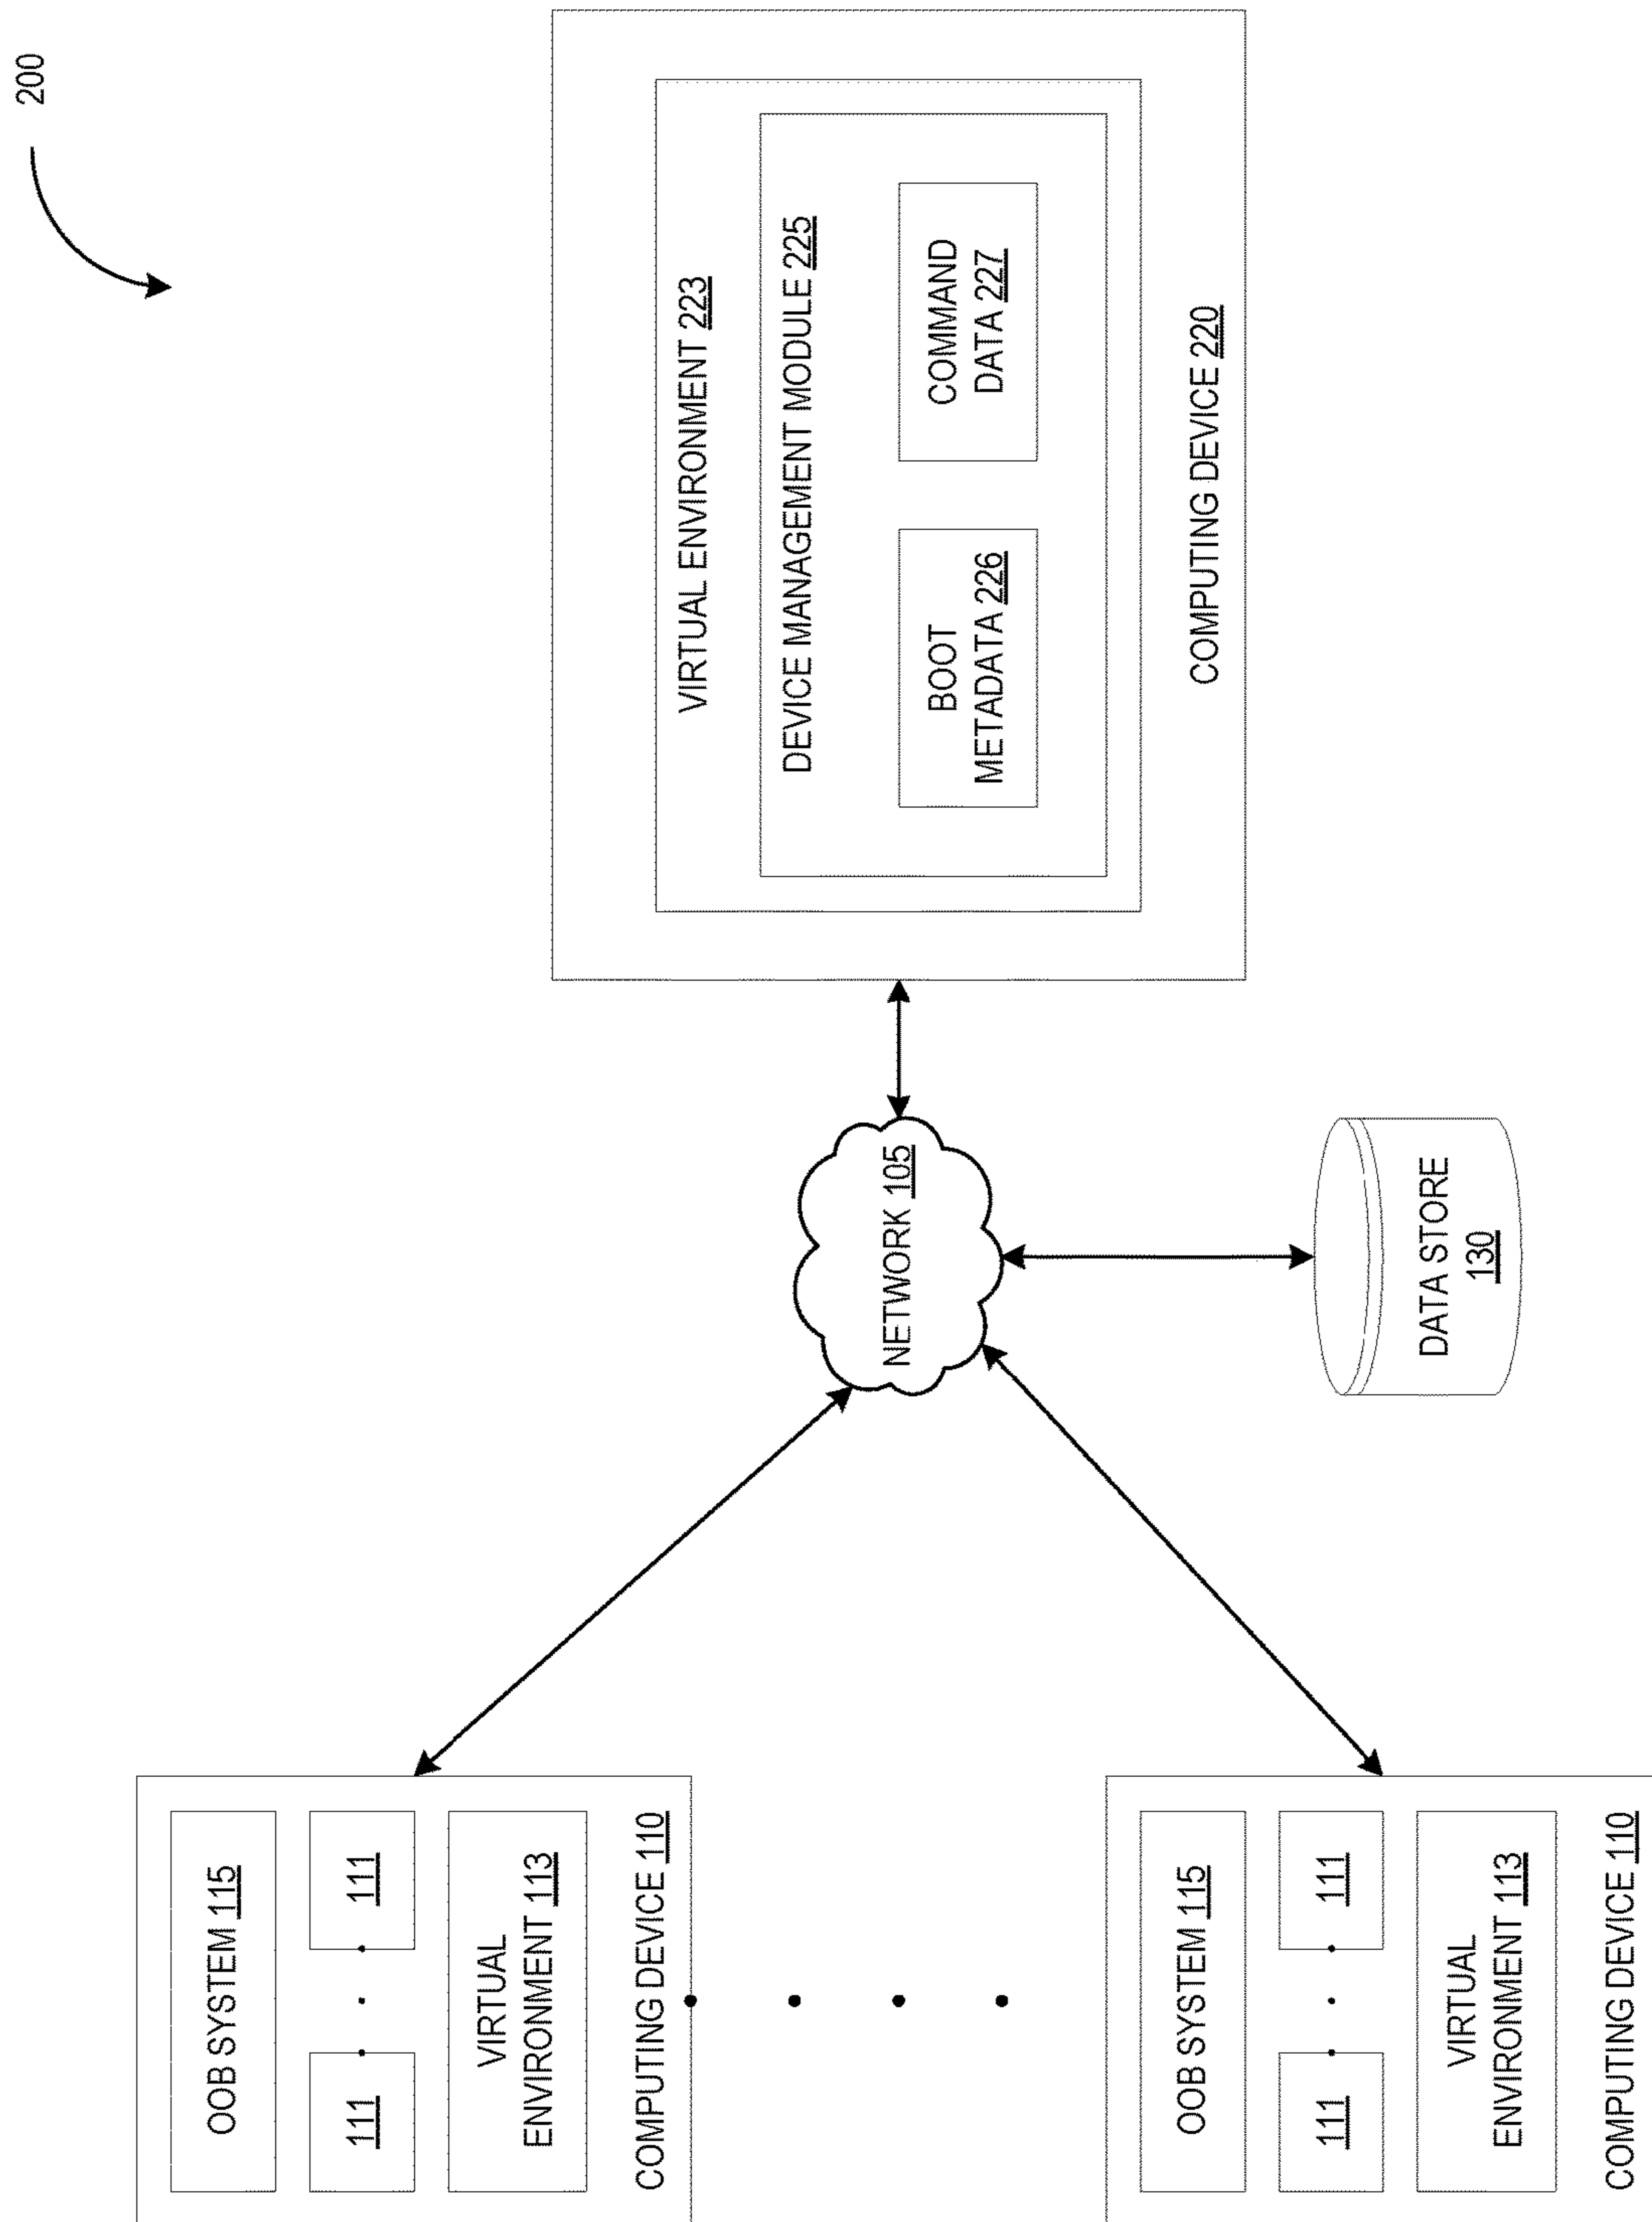 200
OOB SYSTEM 115
111
111
VIRTUAL
ENVIRONMENT 113
COMPUTING DEVICE 110
OOB SYSTEM 115
111
111
VIRTUAL
ENVIRONMENT 113
COMPUTING DEVICE 110
NETWORK 105
DATA STORE
130
VIRTUAL ENVIRONMENT 223
DEVICE MANAGEMENT MODULE 225
BOOT
METADATA 226
COMMAND
DATA 227
COMPUTING DEVICE 220